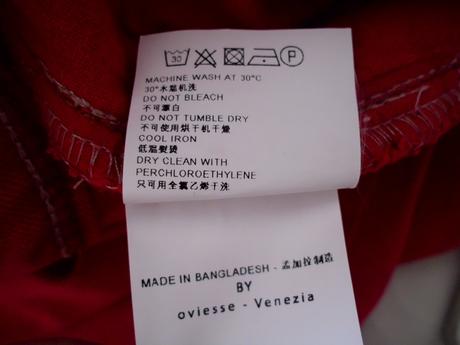 30 P
MACHINE WASH AT 30°C
30°水温机洗
DO NOT BLEACH
不可漂白
DO NOT TUMBLE DRY
不可使用烘干机干燥
COOL IRON
低温熨烫
DRY CLEAN WITH
PERCHLOROETHYLENE
只可用全氯乙烯干洗
MADE IN BANGLADESH - 孟加拉制造
BY
oviesse - Venezia